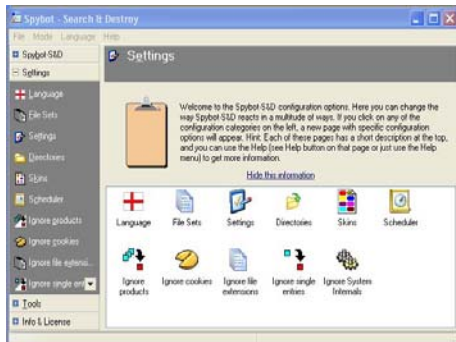 Spybot - Search & Destroy
File Mode Language Help
Spybot-S&D
Settings
Language
File Sets
Settings
Directories
Skins
Scheduler
Ignore products
Ignore cookies
Ignore file extensi...
Ignore single ent
Tools
Info & License
Settings
Welcome to the Spybot-S&D configuration options. Here you can change the
way Spybot-S&D reacts in a multitude of ways. If you click on any of the
configuration categories on the left, a new page with specific configuration
options will appear. Hint: Each of these pages has a short description at the top,
and you can use the Help (see Help button on that page or just use the Help
menu) to get more information.
Hide this information
Language File Sets Settings Directories Skins Scheduler
Ignore products
Ignore cookies
Ignore file extensions
Ignore single entries
Ignore System Internals